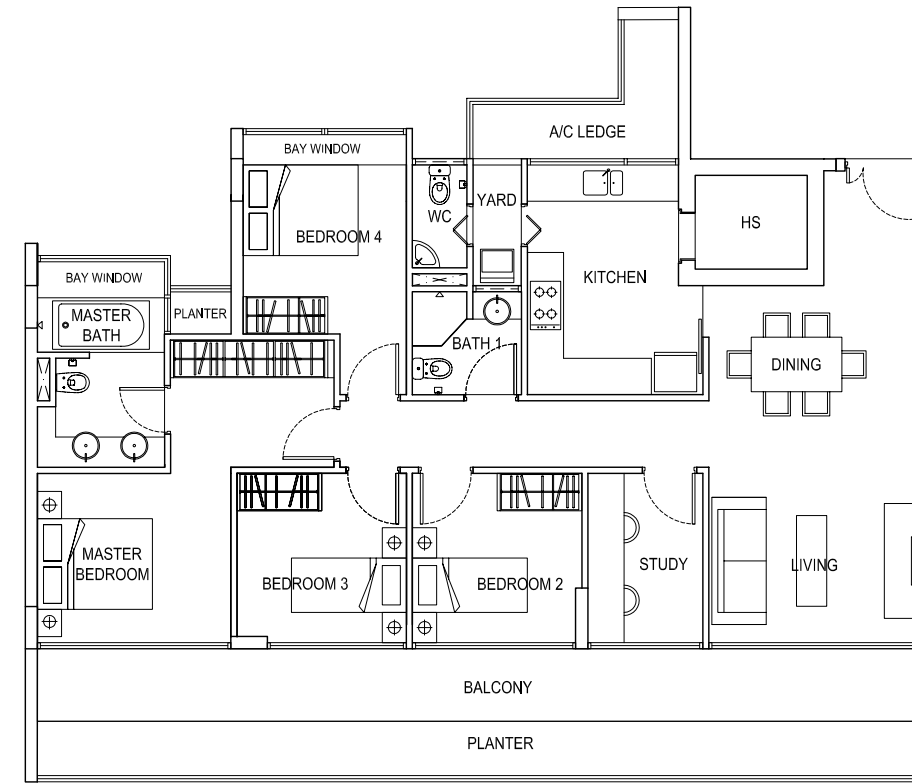 A/C LEDGE
BAY WINDOW
WC
YARD
HS
BEDROOM 4
KITCHEN
BAY WINDOW
MASTER
BATH
PLANTER
BATH 1
DINING
MASTER
BEDROOM
BEDROOM 3
BEDROOM 2
STUDY
LIVING
BALCONY
PLANTER